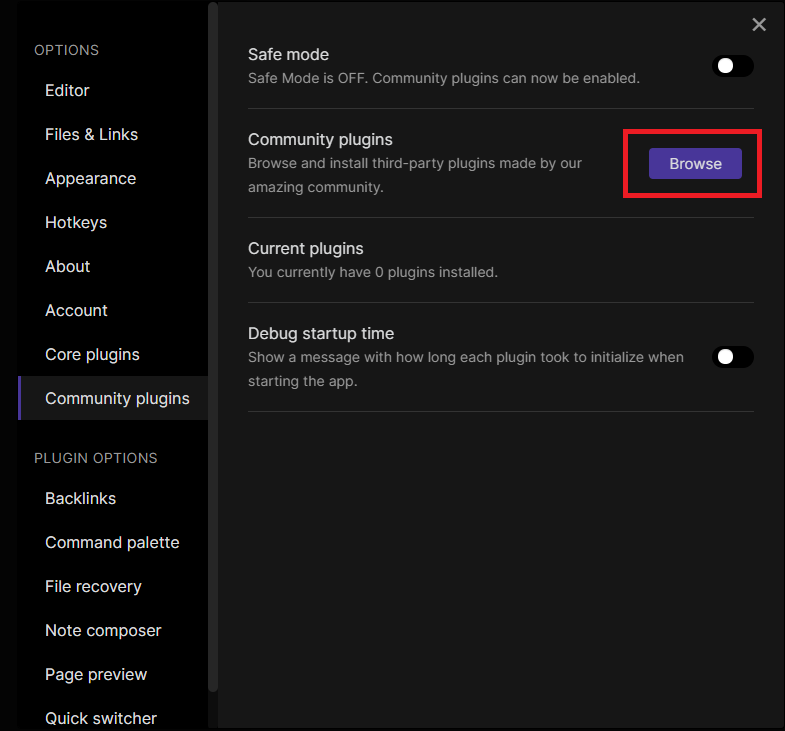 OPTIONS
Editor
Files & Links
Appearance
Hotkeys
About
Account
Core plugins
Community plugins
PLUGIN OPTIONS
Backlinks
Command palette
File recovery
Note composer
Page preview
Quick switcher
Safe mode
Safe Mode is OFF. Community plugins can now be enabled.
Community plugins
Browse and install third-party plugins made by our
amazing community.
Browse
Current plugins
You currently have 0 plugins installed.
Debug startup time
Show a message with how long each plugin took to initialize when
starting the app.